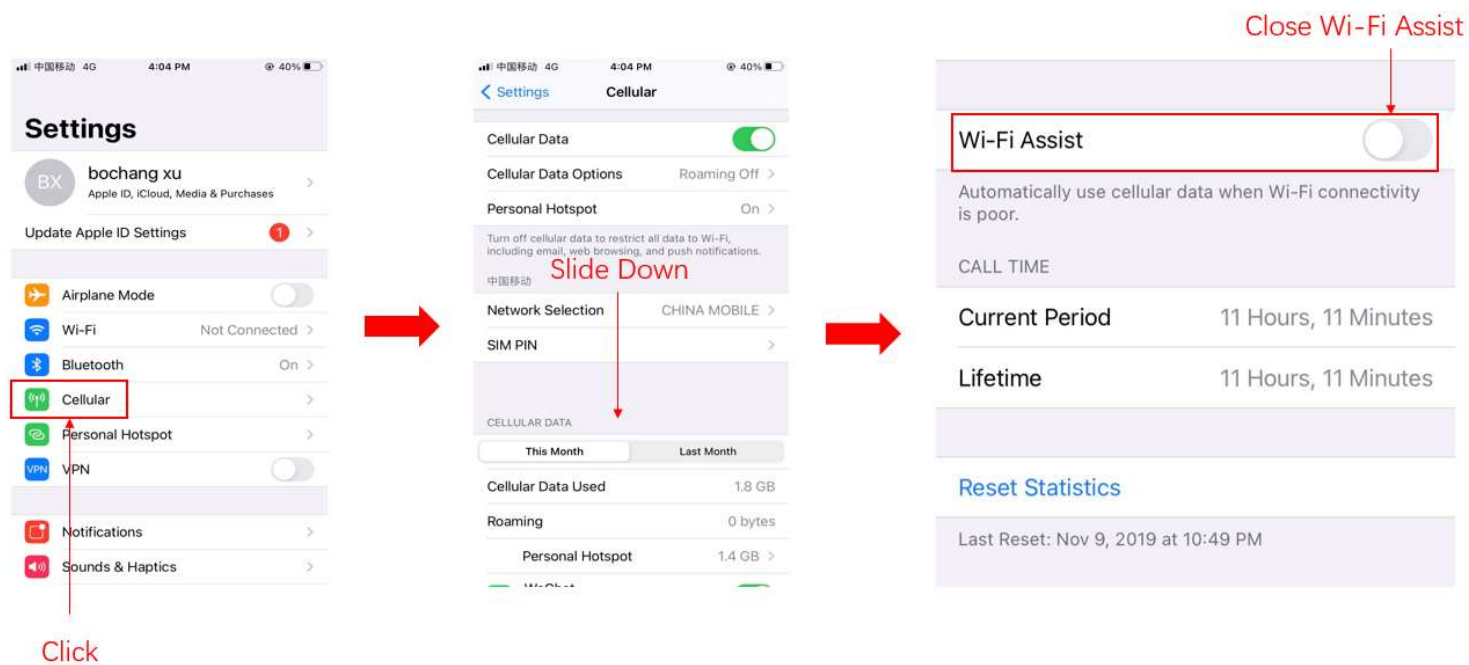 Close Wi-Fi Assist
中国移动 4G 4:04 PM 40%
Settings
BX
bochang xu
Apple ID, iCloud, Media & Purchases
Update Apple ID Settings 1
Airplane Mode
Wi-Fi Not Connected
Bluetooth On
Cellular
Personal Hotspot
VPN VPN
Notifications
Sounds & Haptics
Click
中国移动 4G 4:04 PM 40%
Settings Cellular
Cellular Data
Cellular Data Options Roaming Off
Personal Hotspot On
Turn off cellular data to restrict all data to Wi-Fi,
including email, web browsing, and push notifications.
Slide Down
中国移动
Network Selection CHINA MOBILE
SIM PIN
CELLULAR DATA
This Month Last Month
Cellular Data Used 1.8 GB
Roaming 0 bytes
Personal Hotspot 1.4 GB
WeChat
Wi-Fi Assist
Automatically use cellular data when Wi-Fi connectivity
is poor.
CALL TIME
Current Period 11 Hours, 11 Minutes
Lifetime 11 Hours, 11 Minutes
Reset Statistics
Last Reset: Nov 9, 2019 at 10:49 PM